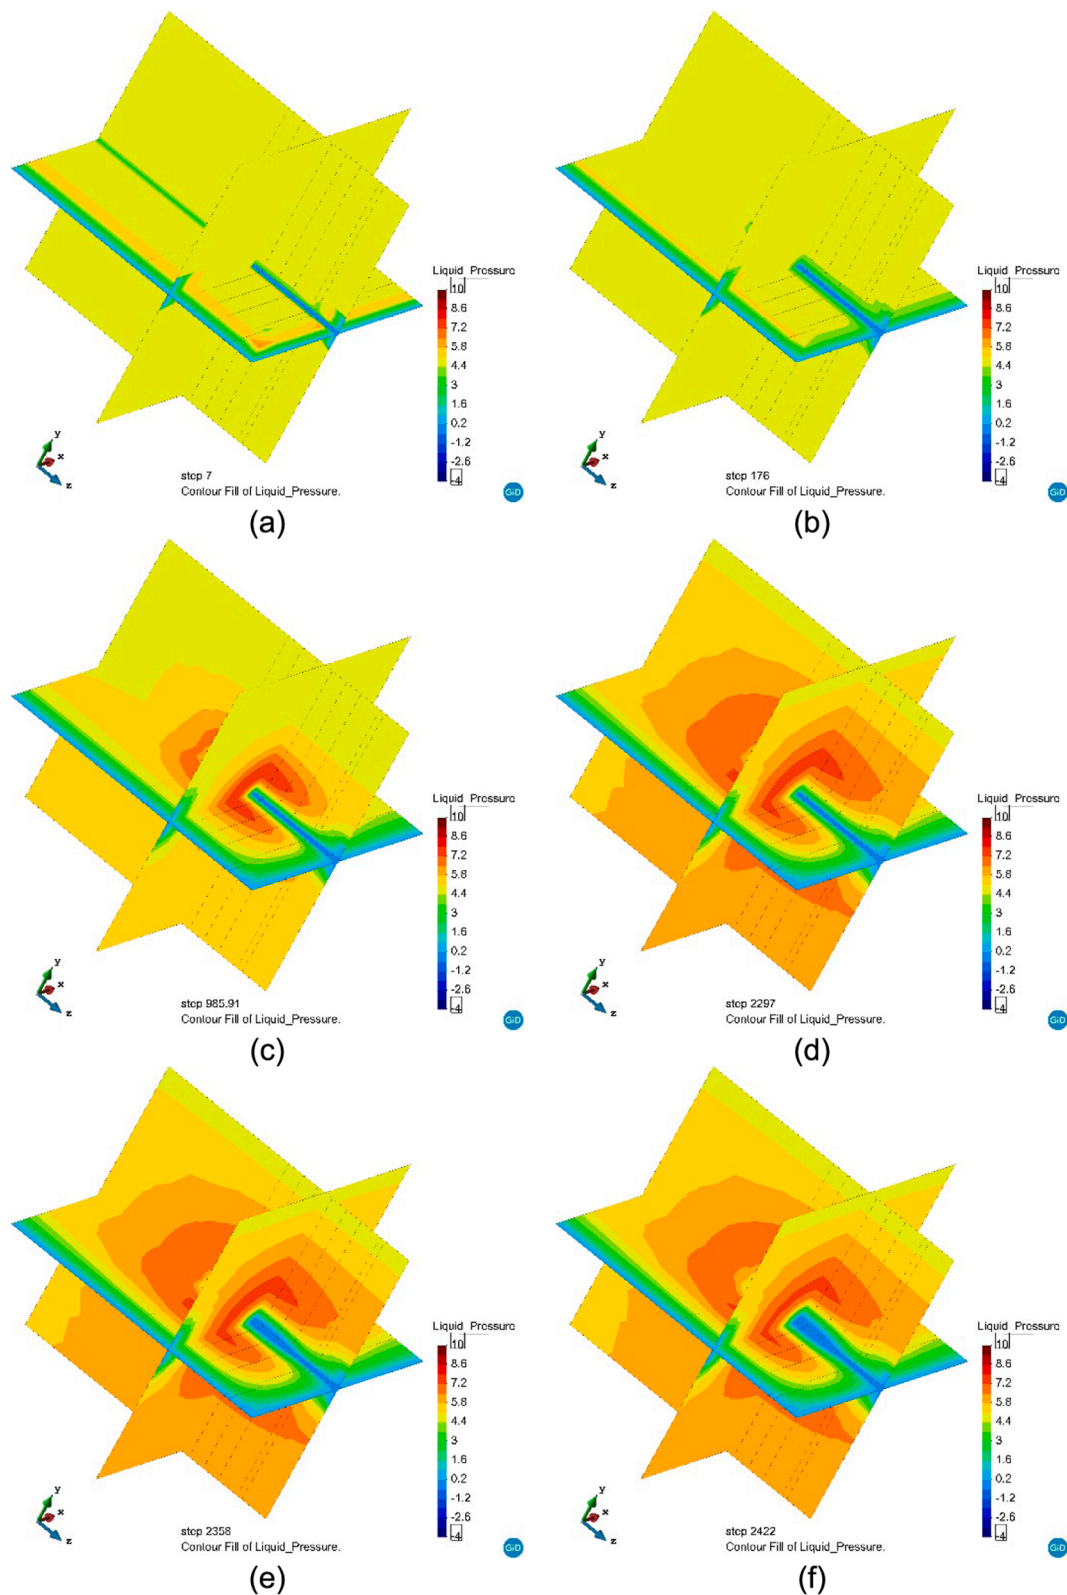 Liquid_Pressure
10
8.6
7.2
5.8
4.4
3
1.6
0.2
-1.2
-2.6
-4
y
x
z
step 7
Contour Fill of Liquid_Pressure.
GiD
(a)
Liquid_Pressure
10
8.6
7.2
5.8
4.4
3
1.6
0.2
-1.2
-2.6
-4
y
x
z
step 176
Contour Fill of Liquid_Pressure.
GiD
(b)
Liquid_Pressure
10
8.6
7.2
5.8
4.4
3
1.6
0.2
-1.2
-2.6
-4
y
x
z
step 985.91
Contour Fill of Liquid_Pressure.
GiD
(c)
Liquid_Pressure
10
8.6
7.2
5.8
4.4
3
1.6
0.2
-1.2
-2.6
-4
y
x
z
step 2297
Contour Fill of Liquid_Pressure.
GiD
(d)
Liquid_Pressure
10
8.6
7.2
5.8
4.4
3
1.6
0.2
-1.2
-2.6
-4
y
x
z
step 2358
Contour Fill of Liquid_Pressure.
GiD
(e)
Liquid_Pressure
10
8.6
7.2
5.8
4.4
3
1.6
0.2
-1.2
-2.6
-4
y
x
z
step 2422
Contour Fill of Liquid_Pressure.
GiD
(f)